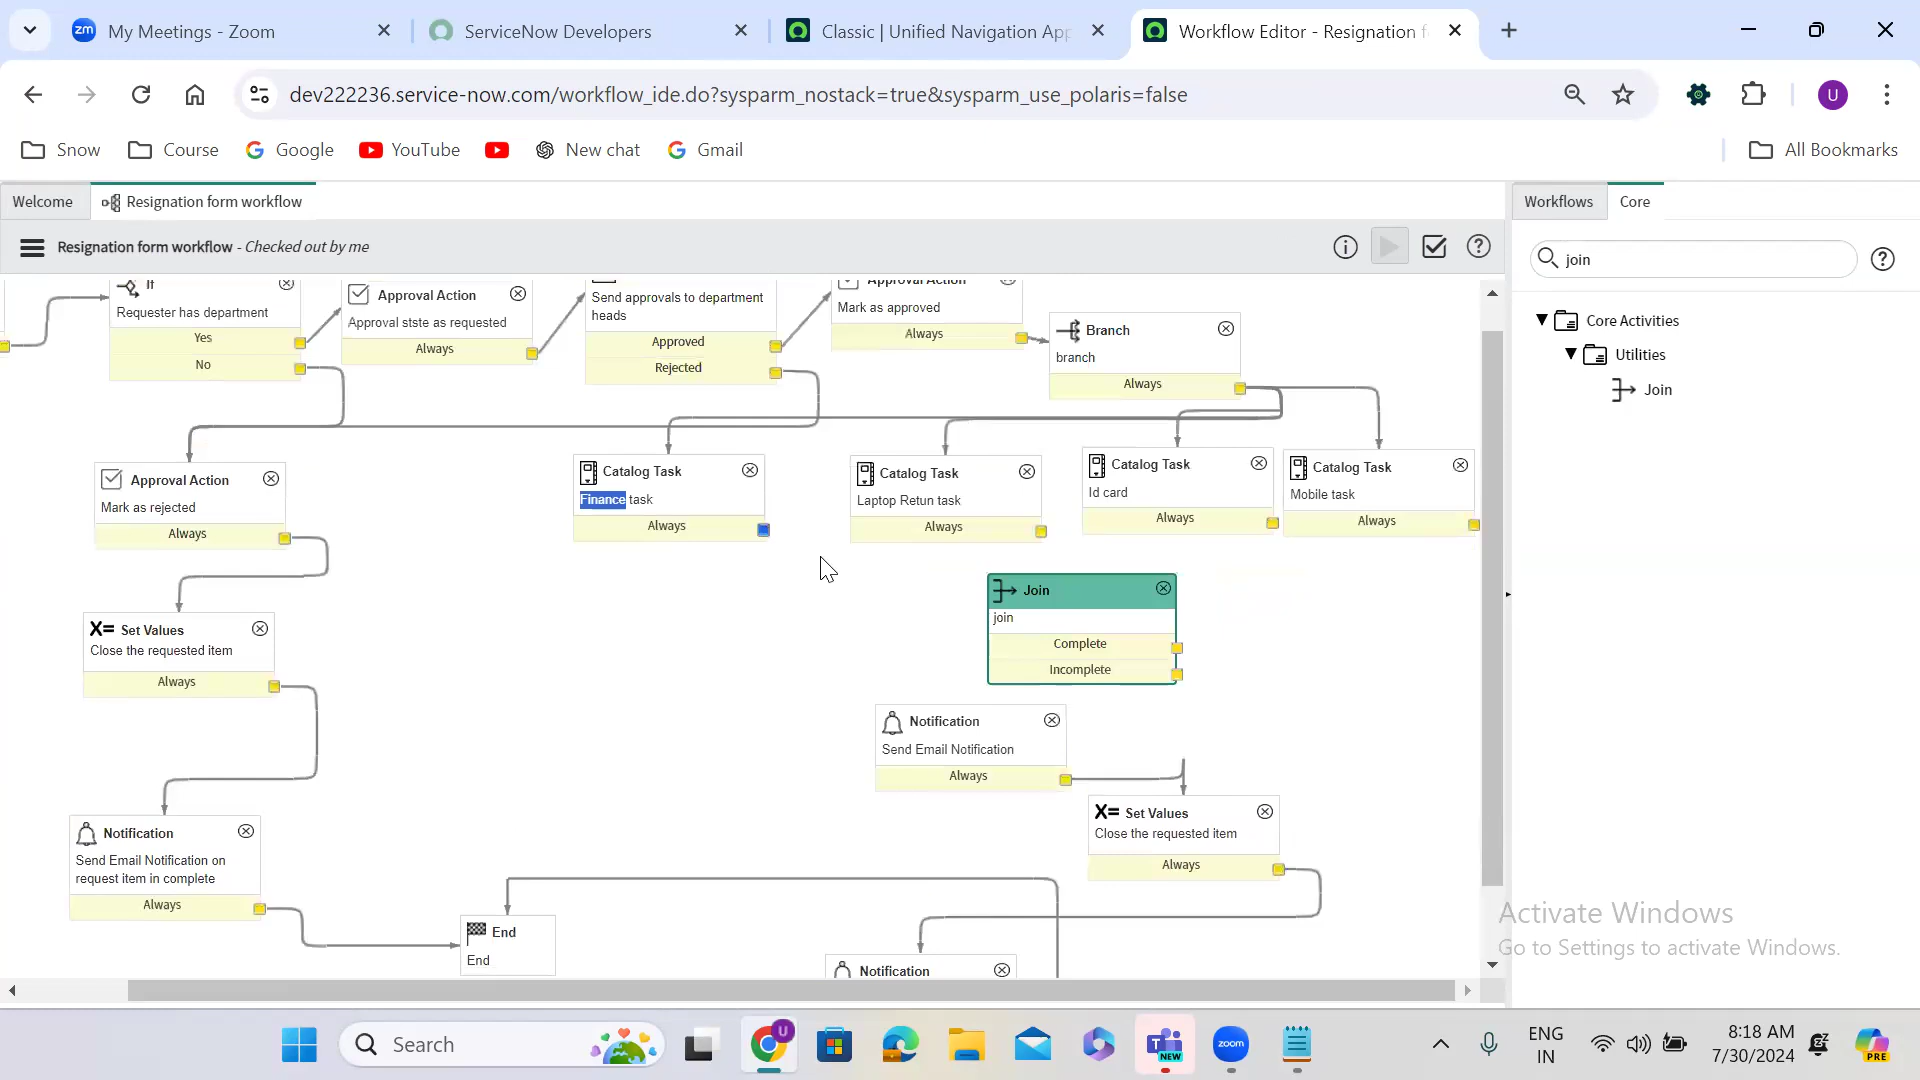 zm My Meetings - Zoom
ServiceNow Developers
Classic | Unified Navigation App
Workflow Editor - Resignation f
dev222236.service-now.com/workflow_ide.do?sysparm_nostack=true&sysparm_use_polaris=false
U
Snow
Course
Google
YouTube
New chat
Gmail
All Bookmarks
Welcome
Resignation form workflow
Workflows
Core
Resignation form workflow - Checked out by me
join
Core Activities
Utilities
Join
If
Requester has department
Yes
No
Approval Action
Approval stste as requested
Always
Send approvals to department
heads
Approved
Rejected
Approval Action
Mark as approved
Always
Branch
branch
Always
Approval Action
Mark as rejected
Always
Catalog Task
Finance task
Always
Catalog Task
Laptop Retun task
Always
Catalog Task
Id card
Always
Catalog Task
Mobile task
Always
Join
join
Complete
Incomplete
X= Set Values
Close the requested item
Always
Notification
Send Email Notification
Always
X= Set Values
Close the requested item
Always
Notification
Send Email Notification on
request item in complete
Always
End
End
Notification
Activate Windows
Go to Settings to activate Windows.
Search
U
NEW
zoom
ENG
IN
8:18 AM
7/30/2024
PRE